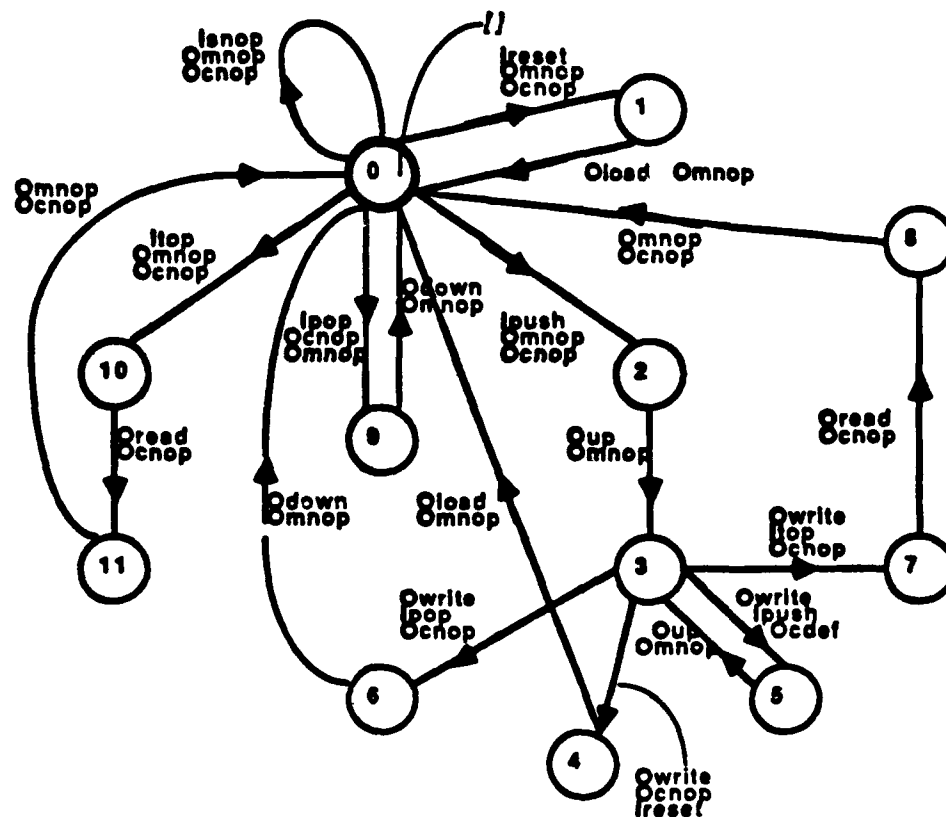 []
Isnop
Omnop
Ocnop
Ireset
Omnop
Ocnop
1
0
Oload Omnop
Omnop
Ocnop
8
Omnop
Ocnop
Itop
Omnop
Ocnop
Odown
Omnop
Ipop
Ocnop
Omnop
Ipush
Omnop
Ocnop
10
2
9
Oread
Ocnop
Oup
Omnop
Oread
Ocnop
Odown
Omnop
Oload
Omnop
Owrite
Itop
Ocnop
11
3
7
Owrite
Ipop
Ocnop
Owrite
Ipush
Ocdef
Oup
Omnop
6
5
4
Owrite
Ocnop
Ireset